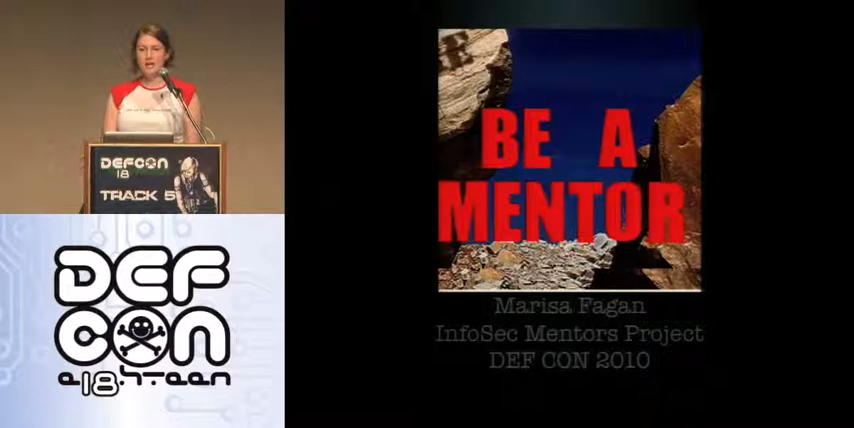 DEFCON
18
TRACK 5
DEF
CON
e18hteen
BE A
MENTOR
Marisa Fagan
InfoSec Mentors Project
DEF CON 2010